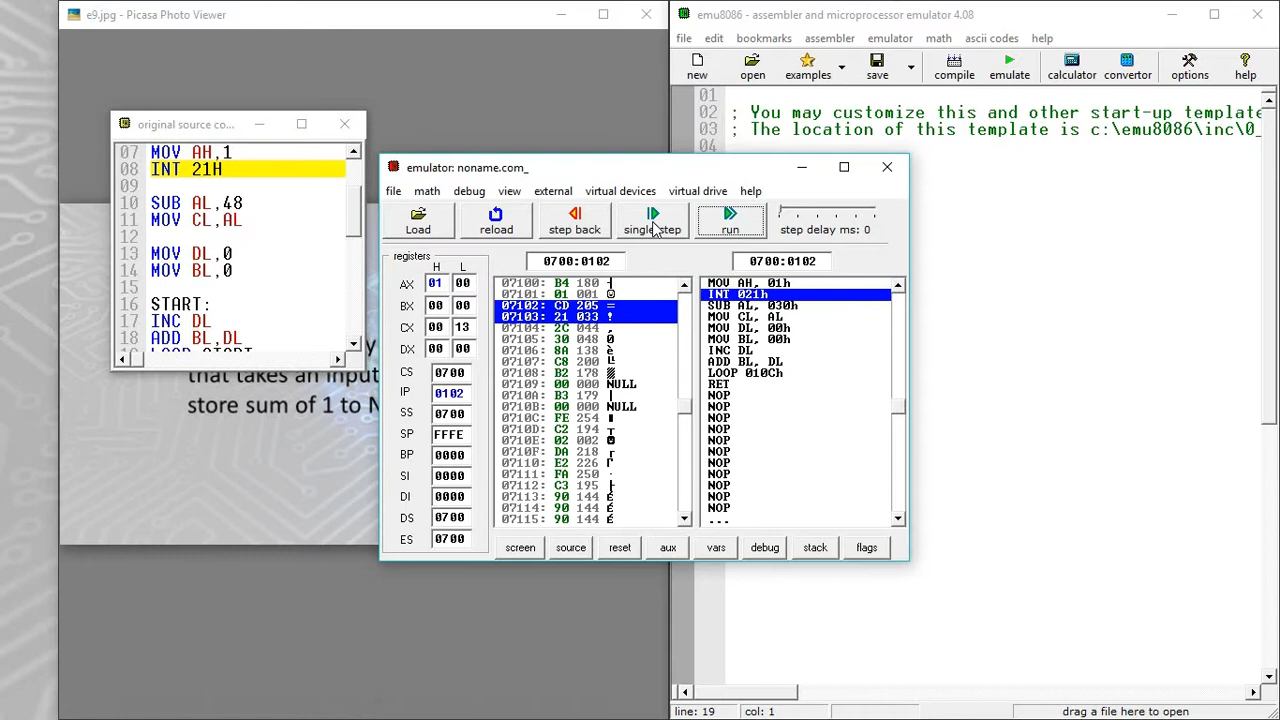 e9.jpg - Picasa Photo Viewer
emu8086 - assembler and microprocessor emulator 4.08
file edit bookmarks assembler emulator math ascii codes help
new open examples save compile emulate calculator convertor options help
01
02 ; You may customize this and other start-up template
03 ; The location of this template is c:\emu8086\inc\0_
04
original source co...
07 MOV AH,1
08 INT 21H
09
10 SUB AL,48
11 MOV CL,AL
12
13 MOV DL,0
14 MOV BL,0
15
16 START:
17 INC DL
18 ADD BL,DL
that takes an input
store sum of 1 to N
emulator: noname.com_
file math debug view external virtual devices virtual drive help
Load reload step back single step run step delay ms: 0
registers
H L
AX 01 00
BX 00 00
CX 00 13
DX 00 00
CS 0700
IP 0102
SS 0700
SP FFFE
BP 0000
SI 0000
DI 0000
DS 0700
ES 0700
0700:0102
07100: B4 180 ┤
07101: 01 001 ☺
07102: CD 205 =
07103: 21 033 !
07104: 2C 044 ,
07105: 30 048 0
07106: 8A 138 è
07107: C8 200 ╚
07108: B2 178 ▓
07109: 00 000 NULL
0710A: B3 179 │
0710B: 00 000 NULL
0710C: FE 254 ■
0710D: C2 194 ┬
0710E: 02 002 ☻
0710F: DA 218 ┌
07110: E2 226 Γ
07111: FA 250 ·
07112: C3 195 ├
07113: 90 144 É
07114: 90 144 É
07115: 90 144 É
0700:0102
MOV AH, 01h
INT 021h
SUB AL, 030h
MOV CL, AL
MOV DL, 00h
MOV BL, 00h
INC DL
ADD BL, DL
LOOP 010Ch
RET
NOP
NOP
NOP
NOP
NOP
NOP
NOP
NOP
NOP
NOP
NOP
...
screen source reset aux vars debug stack flags
line: 19 col: 1 drag a file here to open